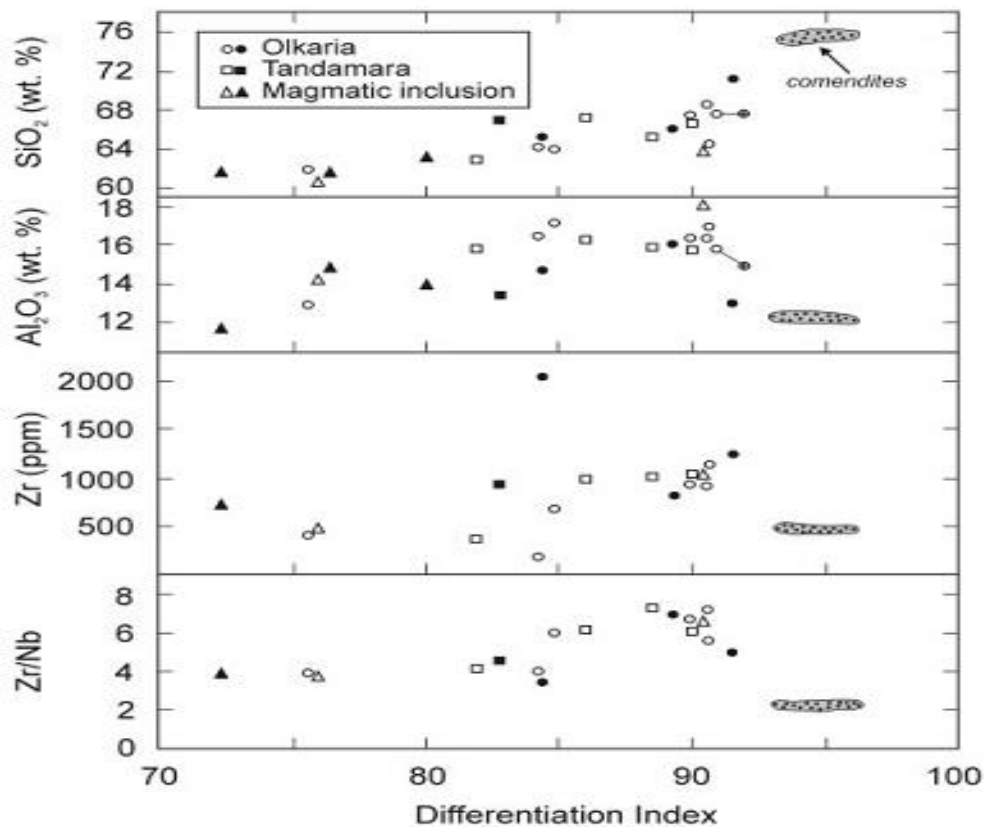 SiO₂ (wt. %)
76
72
68
64
60
Olkaria
Tandamara
Magmatic inclusion
comendites
Al₂O₃ (wt. %)
18
16
14
12
Zr (ppm)
2000
1500
1000
500
Zr/Nb
8
6
4
2
0
70 80 90 100
Differentiation Index